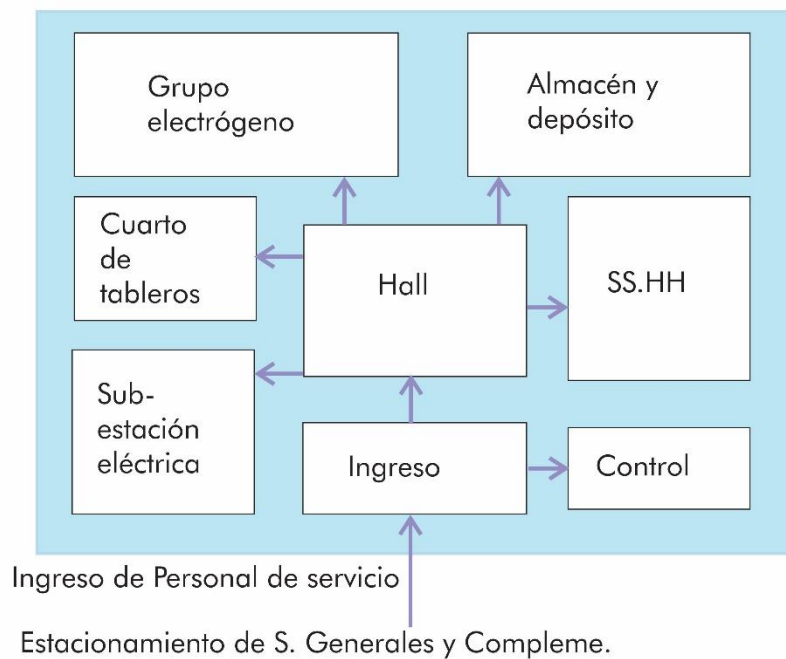 Grupo
electrógeno
Almacén y
depósito
Cuarto
de
tableros
Hall
SS.HH
Sub-
estación
eléctrica
Ingreso
Control
Ingreso de Personal de servicio
Estacionamiento de S. Generales y Compleme.